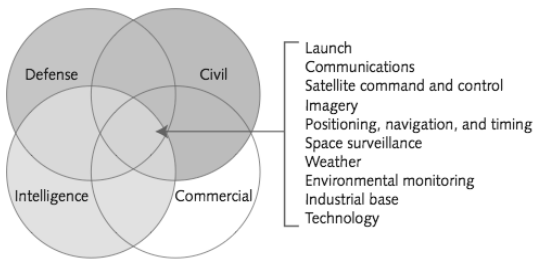 Defense
Civil
Intelligence
Commercial
Launch
Communications
Satellite command and control
Imagery
Positioning, navigation, and timing
Space surveillance
Weather
Environmental monitoring
Industrial base
Technology